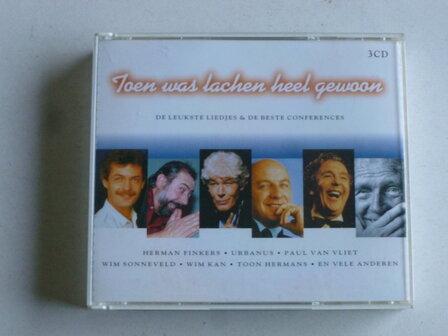 3CD
Toen was lachen heel gewoon
DE LEUKSTE LIEDJES & DE BESTE CONFERENCES
HERMAN FINKERS • URBANUS • PAUL VAN VLIET
WIM SONNEVELD • WIM KAN • TOON HERMANS • EN VELE ANDEREN